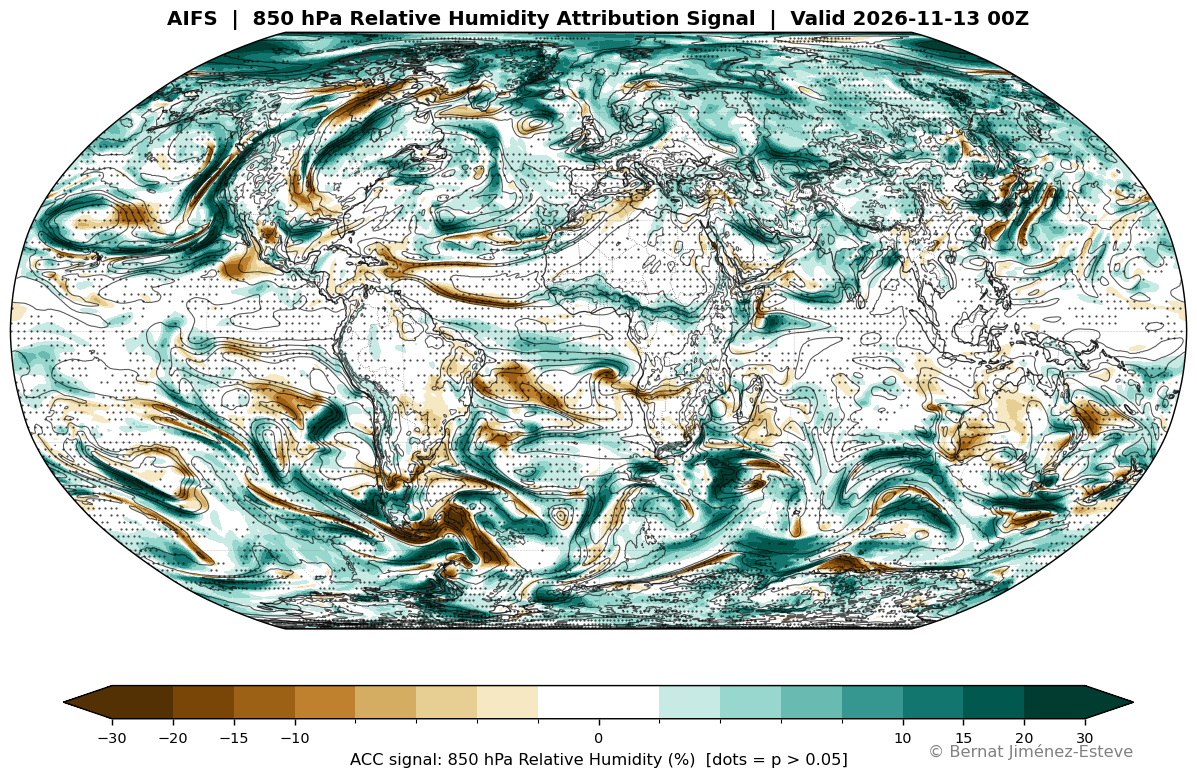 AIFS | 850 hPa Relative Humidity Attribution Signal | Valid 2026-11-13 00Z
−30 −20 −15 −10 0 10 15 20 30
© Bernat Jiménez-Esteve
ACC signal: 850 hPa Relative Humidity (%) [dots = p > 0.05]